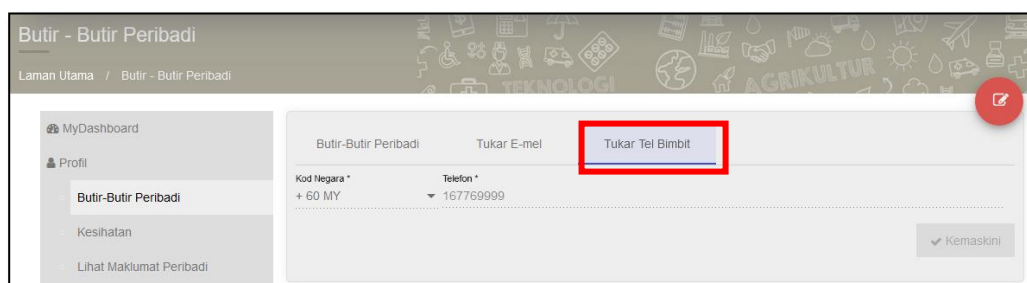 Butir - Butir Peribadi
Laman Utama / Butir - Butir Peribadi
TEKNOLOGI
AGRIKULTUR
MyDashboard
Profil
Butir-Butir Peribadi
Kesihatan
Lihat Maklumat Peribadi
Butir-Butir Peribadi Tukar E-mel Tukar Tel Bimbit
Kod Negara * Telefon *
+ 60 MY 167769999
Kemaskini